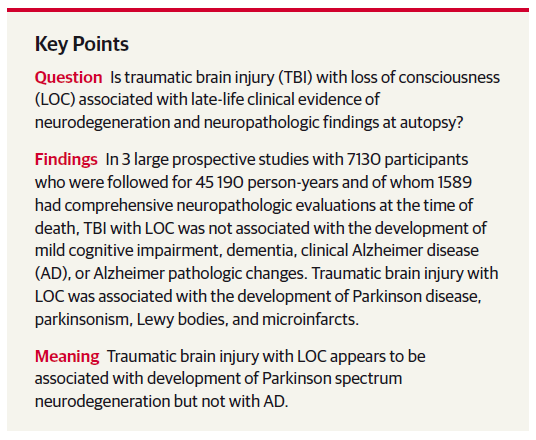 Key Points
Question Is traumatic brain injury (TBI) with loss of consciousness
(LOC) associated with late-life clinical evidence of
neurodegeneration and neuropathologic findings at autopsy?
Findings In 3 large prospective studies with 7130 participants
who were followed for 45 190 person-years and of whom 1589
had comprehensive neuropathologic evaluations at the time of
death, TBI with LOC was not associated with the development of
mild cognitive impairment, dementia, clinical Alzheimer disease
(AD), or Alzheimer pathologic changes. Traumatic brain injury with
LOC was associated with the development of Parkinson disease,
parkinsonism, Lewy bodies, and microinfarcts.
Meaning Traumatic brain injury with LOC appears to be
associated with development of Parkinson spectrum
neurodegeneration but not with AD.